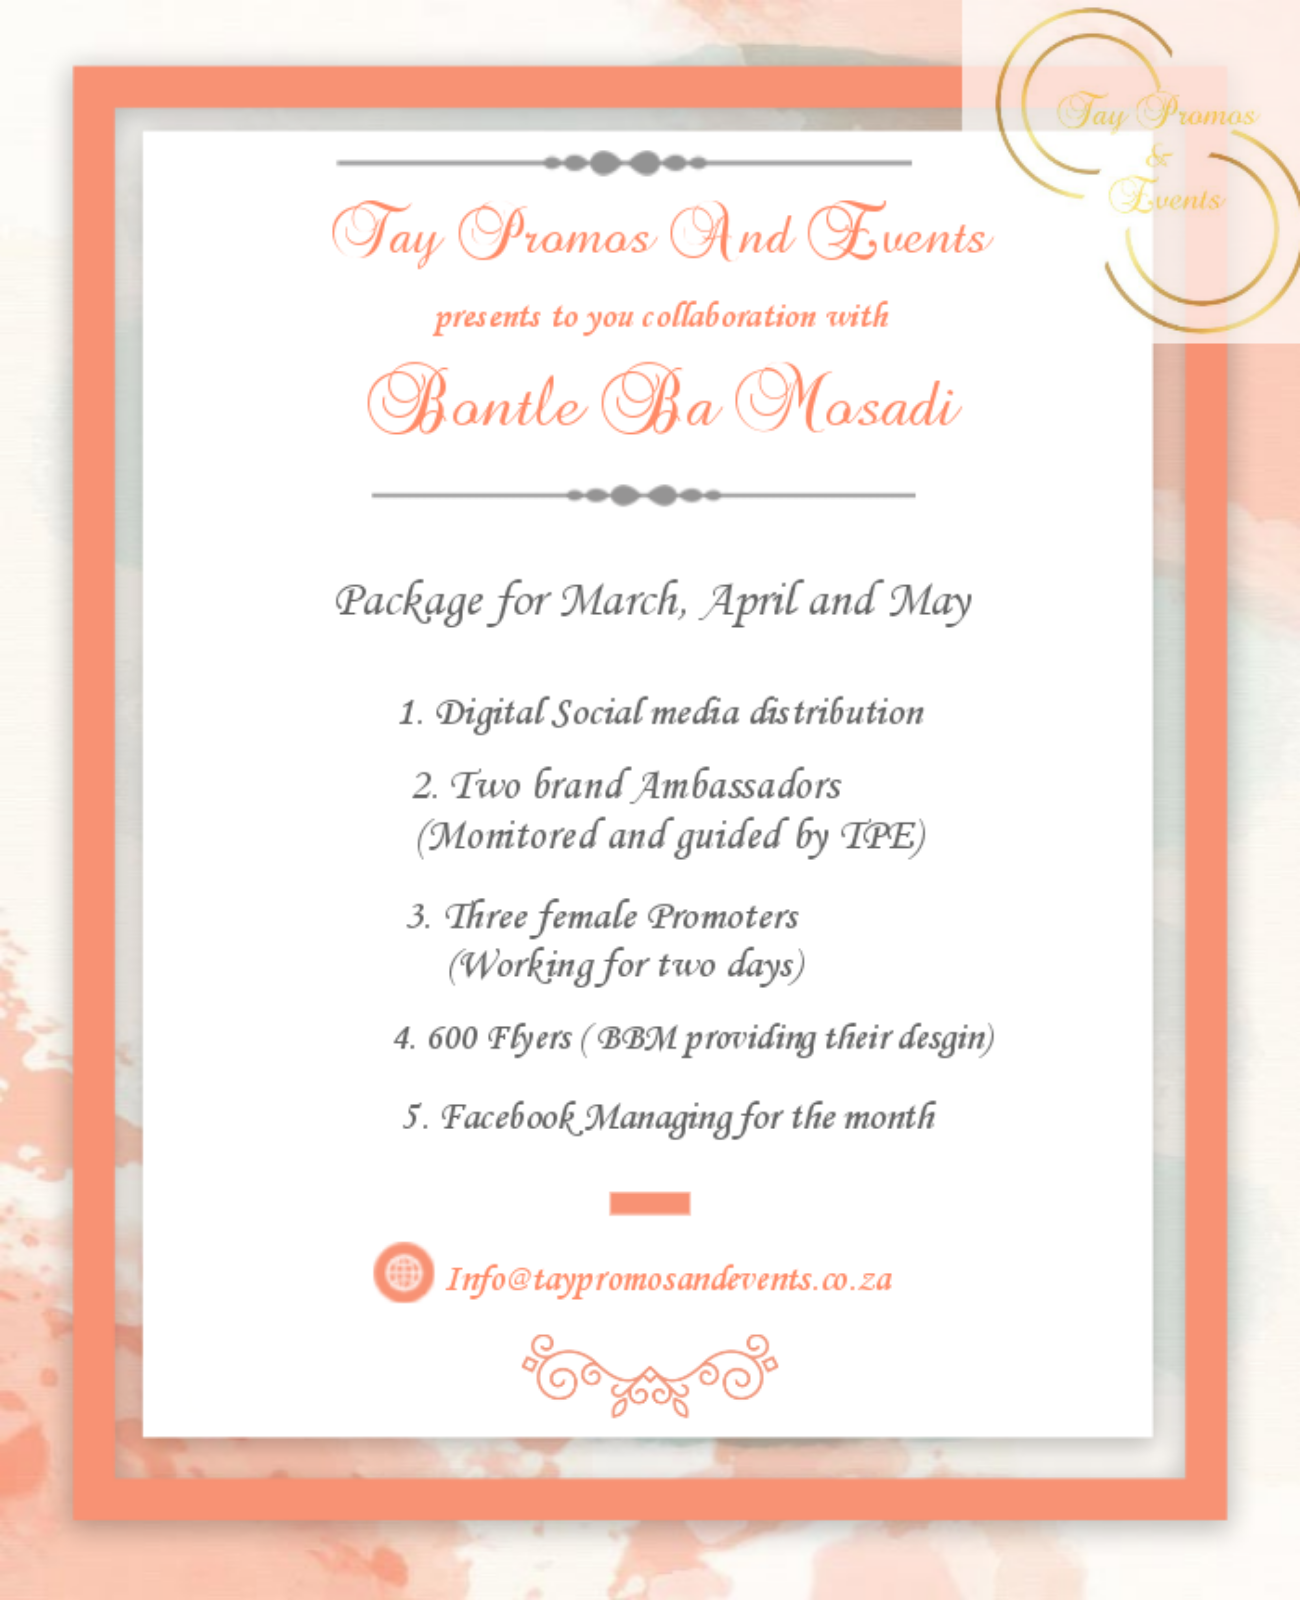 Tay Promos
&
Events
Tay Promos And Events
presents to you collaboration with
Bontle Ba Mosadi
Package for March, April and May
1. Digital Social media distribution
2. Two brand Ambassadors
(Monitored and guided by TPE)
3. Three female Promoters
(Working for two days)
4. 600 Flyers ( BBM providing their desgin)
5. Facebook Managing for the month
Info@taypromosandevents.co.za